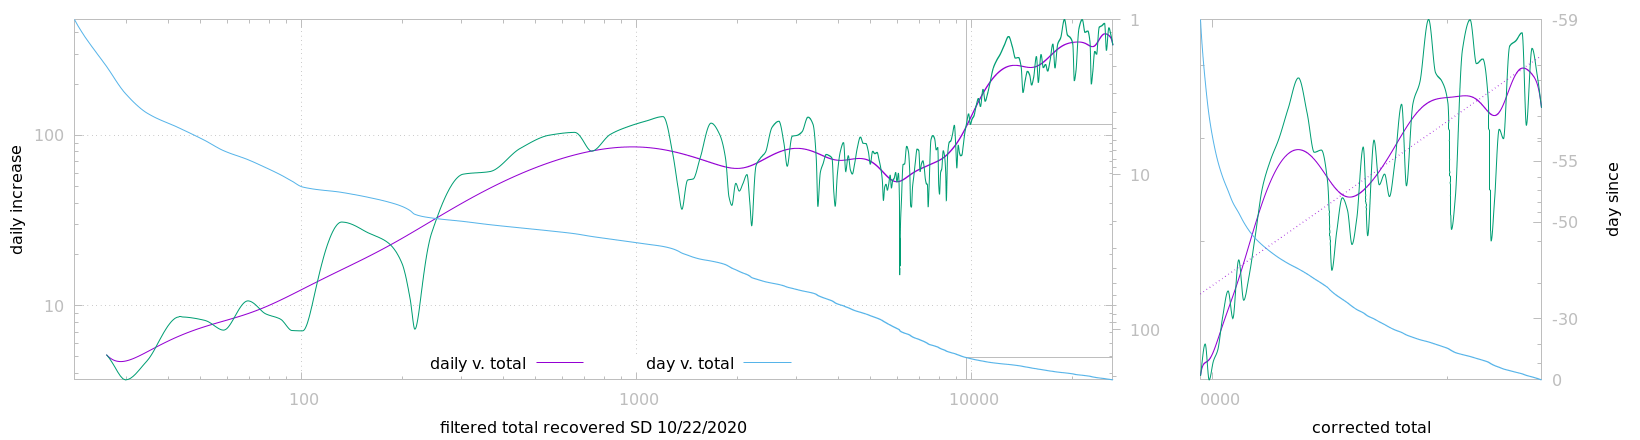 1
-59
100
daily increase
10
-55
10
-50
day since
-30
100
daily v. total
day v. total
0
100
1000
10000
0000
filtered total recovered SD 10/22/2020
corrected total